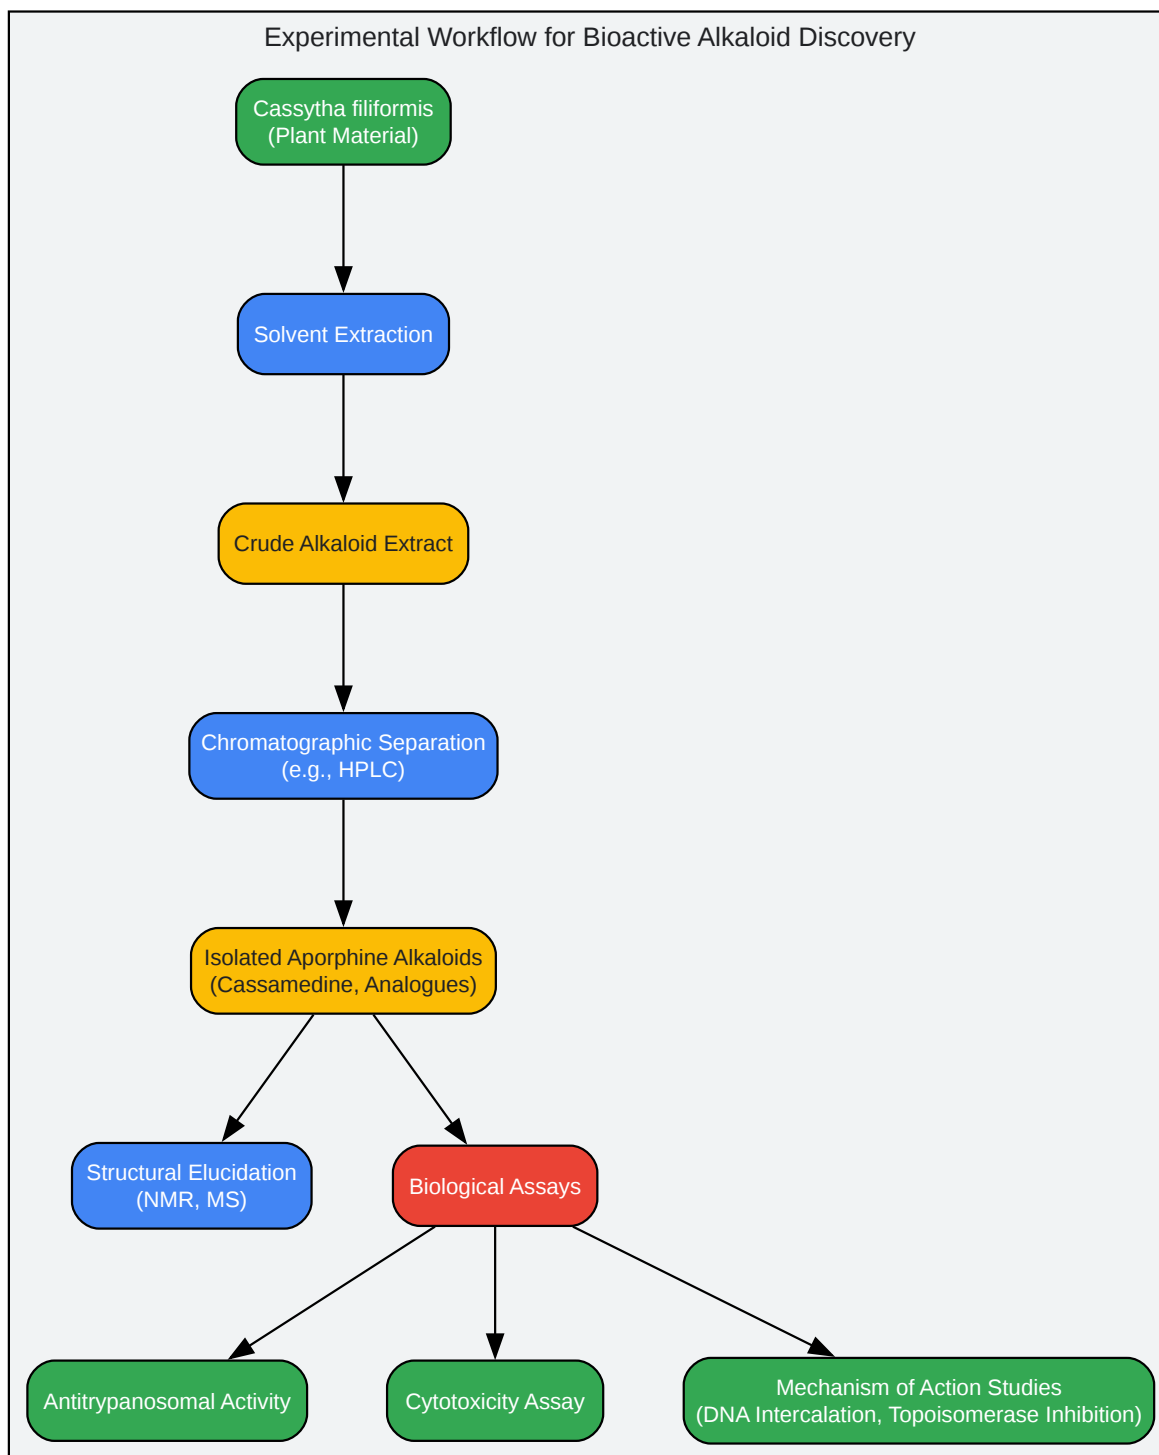 Experimental Workflow for Bioactive Alkaloid Discovery
Cassytha filiformis
(Plant Material)
Solvent Extraction
Crude Alkaloid Extract
Chromatographic Separation
(e.g., HPLC)
Isolated Aporphine Alkaloids
(Cassamedine, Analogues)
Structural Elucidation
(NMR, MS)
Biological Assays
Antitrypanosomal Activity
Cytotoxicity Assay
Mechanism of Action Studies
(DNA Intercalation, Topoisomerase Inhibition)